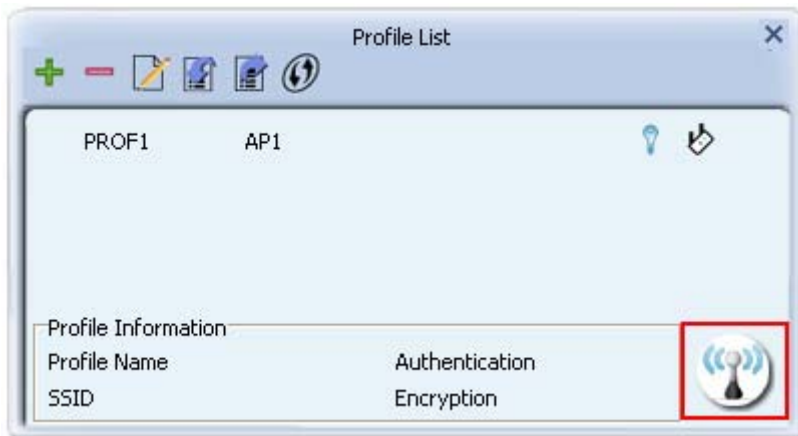 Profile List
PROF1 AP1
Profile Information
Profile Name Authentication
SSID Encryption